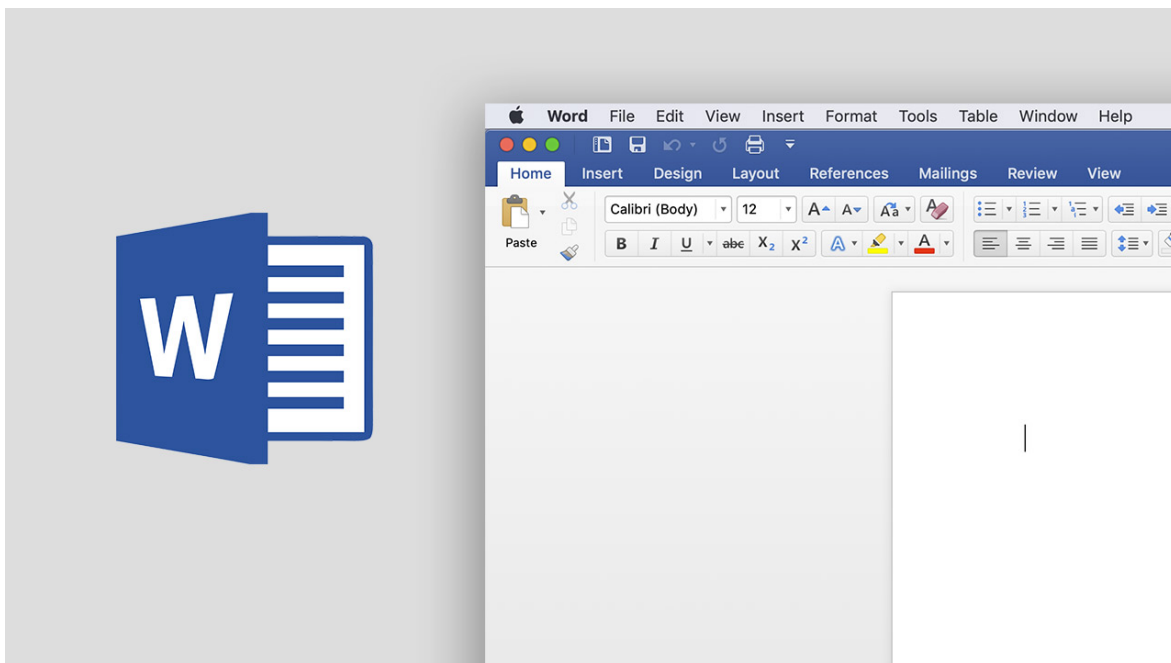 W
Word File Edit View Insert Format Tools Table Window Help
Home Insert Design Layout References Mailings Review View
Paste
Calibri (Body) 12 A A Aa A
B I U abc X2 X2 A A